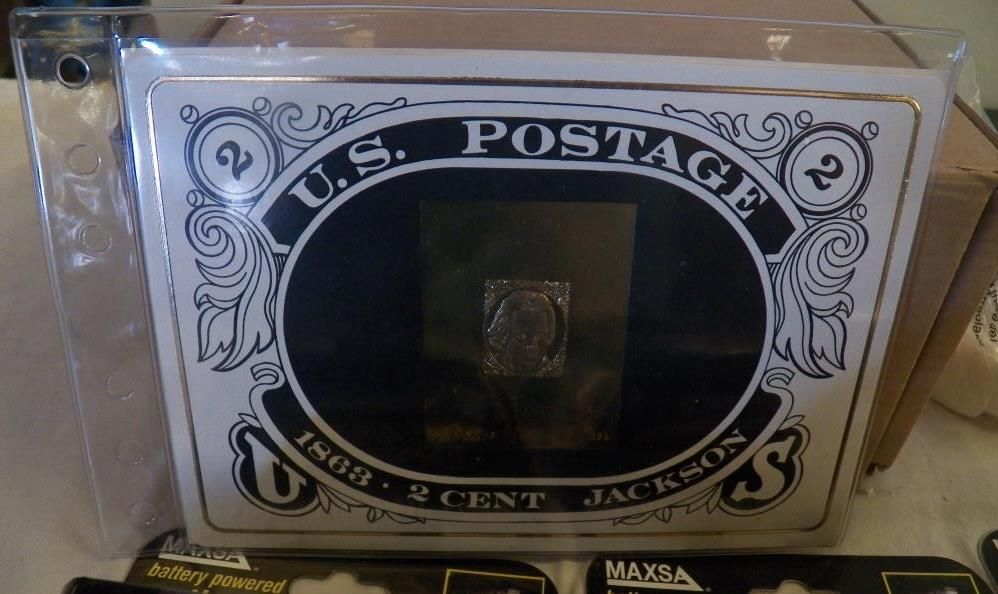 2
2
U.S. POSTAGE
1863 · 2 CENT JACKSON
U
S
MAXSA
battery powered
MAXSA